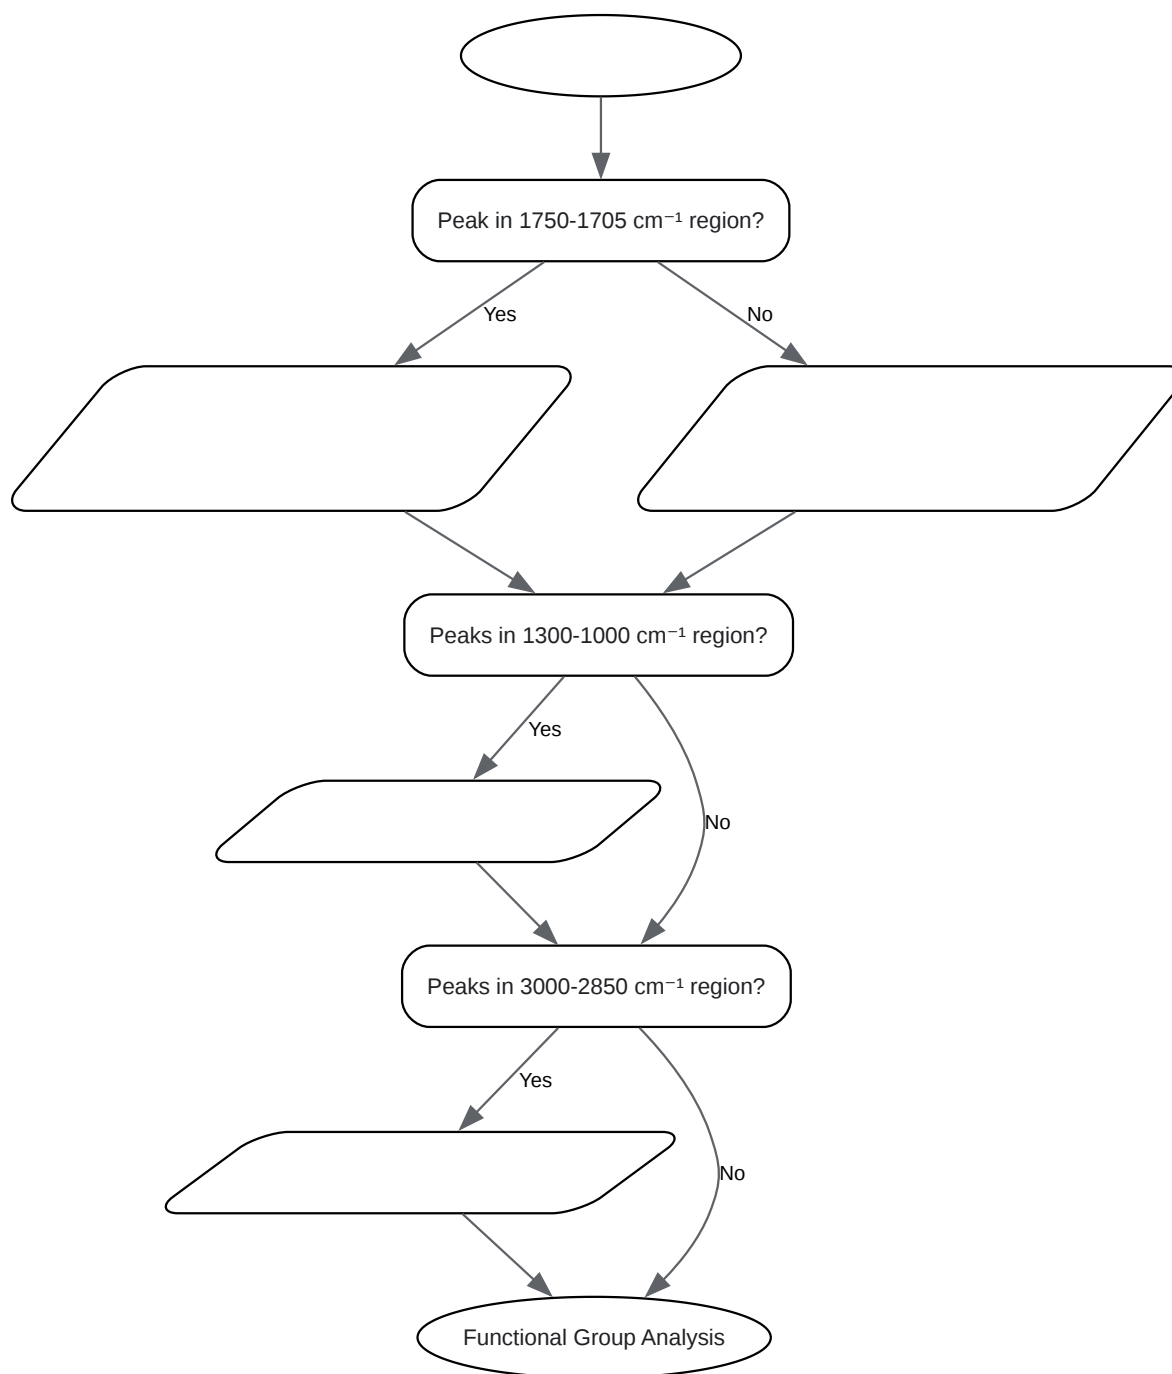 Peak in 1750-1705 cm⁻¹ region?
Yes
No
Peaks in 1300-1000 cm⁻¹ region?
Yes
No
Peaks in 3000-2850 cm⁻¹ region?
Yes
No
Functional Group Analysis